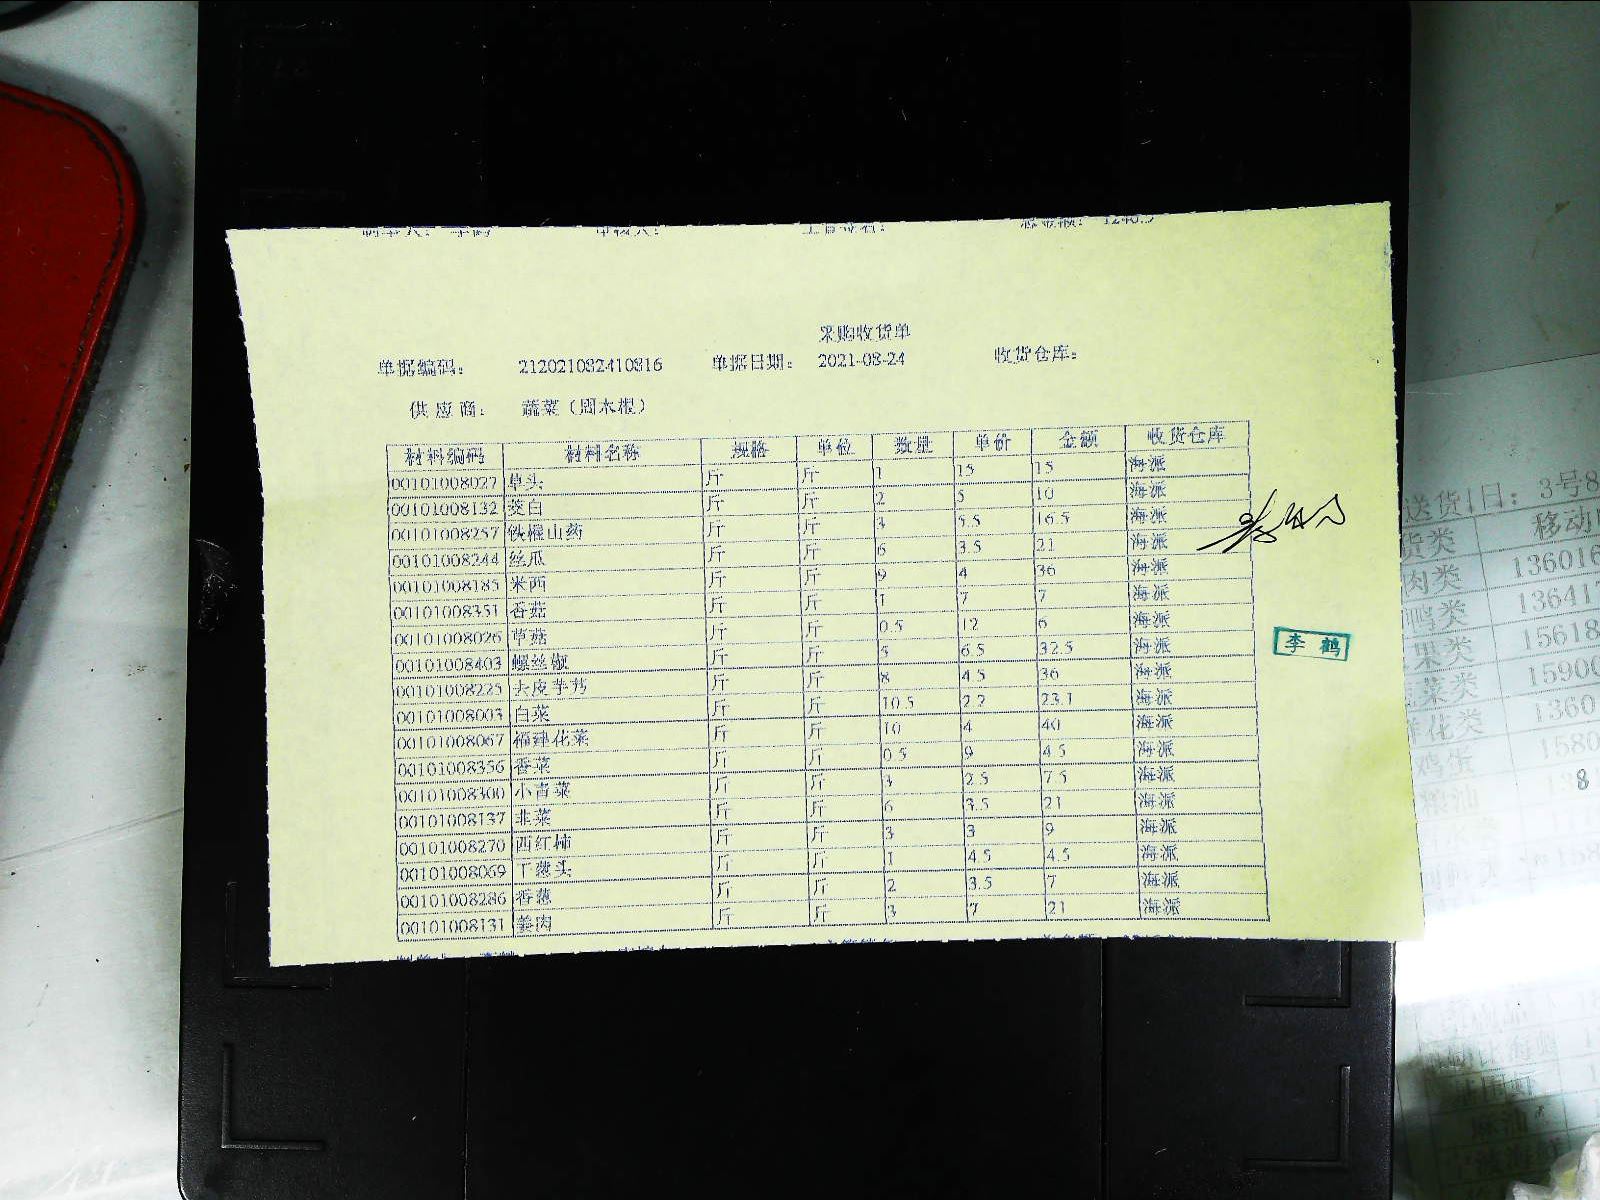 采购收货单
单据编码： 212021082410816 单据日期： 2021-08-24 收货仓库：
供应商： 蔬菜（周木根）
材料编码 材料名称 规格 单位 数量 单价 金额 收货仓库
00101008027 草头 斤 斤 1 15 15 海派
00101008132 茭白 斤 斤 2 5 10 海派
00101008257 铁棍山药 斤 斤 3 5.5 16.5 海派
00101008244 丝瓜 斤 斤 6 3.5 21 海派
00101008185 米西 斤 斤 9 4 36 海派
00101008351 香菇 斤 斤 1 7 7 海派
00101008026 草菇 斤 斤 0.5 12 6 海派
00101008403 螺丝椒 斤 斤 5 6.5 32.5 海派
00101008225 去皮芋艿 斤 斤 8 4.5 36 海派
00101008003 白菜 斤 斤 10.5 2.2 23.1 海派
00101008067 福建花菜 斤 斤 10 4 40 海派
00101008356 香菜 斤 斤 0.5 9 4.5 海派
00101008300 小青菜 斤 斤 3 2.5 7.5 海派
00101008137 韭菜 斤 斤 6 3.5 21 海派
00101008270 西红柿 斤 斤 3 3 9 海派
00101008069 干葱头 斤 斤 1 4.5 4.5 海派
00101008286 香葱 斤 斤 2 3.5 7 海派
00101008131 姜肉 斤 斤 3 7 21 海派
李鹤
送货日：3号8
货类 移动
肉类 136016
鸭类 13641
果类 15618
菜类 15900
鲜花类 1360
鸡蛋 1580